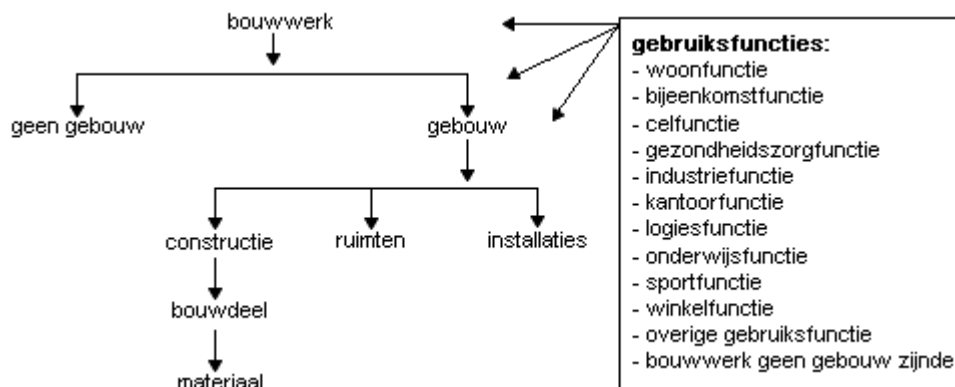 bouwwerk
geen gebouw
gebouw
constructie
ruimten
installaties
bouwdeel
materiaal
gebruiksfuncties:
- woonfunctie
- bijeenkomstfunctie
- celfunctie
- gezondheidszorgfunctie
- industriefunctie
- kantoorfunctie
- logiesfunctie
- onderwijsfunctie
- sportfunctie
- winkelfunctie
- overige gebruiksfunctie
- bouwwerk geen gebouw zijnde